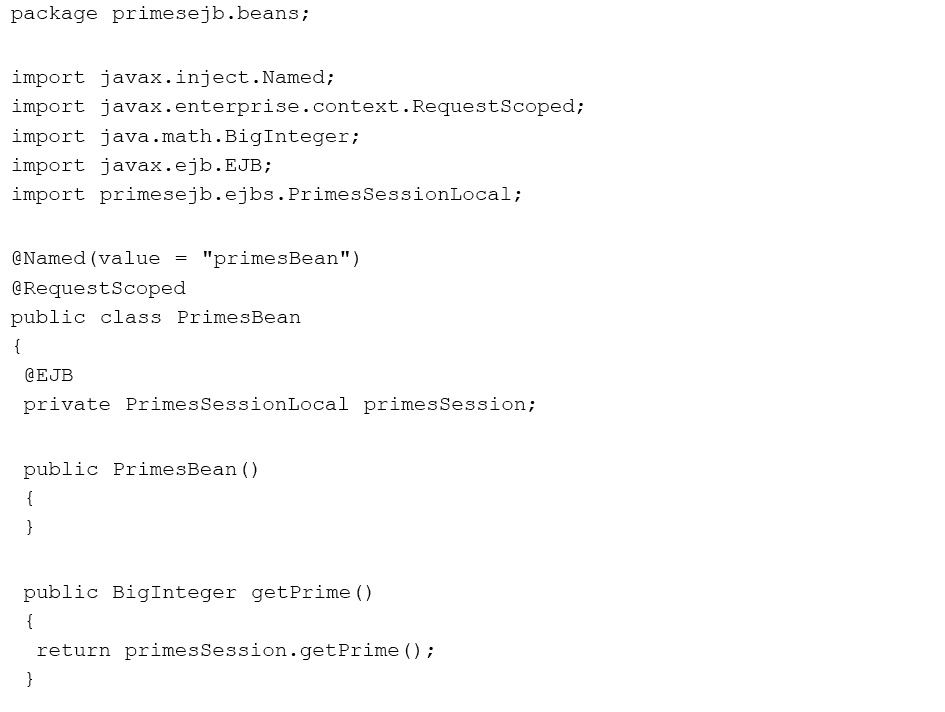 package primesejb.beans;
import javax.inject.Named;
import javax.enterprise.context.RequestScoped;
import java.math.BigInteger;
import javax.ejb.EJB;
import primesejb.ejbs.PrimesSessionLocal;
@Named(value = "primesBean")
@RequestScoped
public class PrimesBean
{
@EJB
private PrimesSessionLocal primesSession;
public PrimesBean()
{
}
public BigInteger getPrime()
{
return primesSession.getPrime();
}